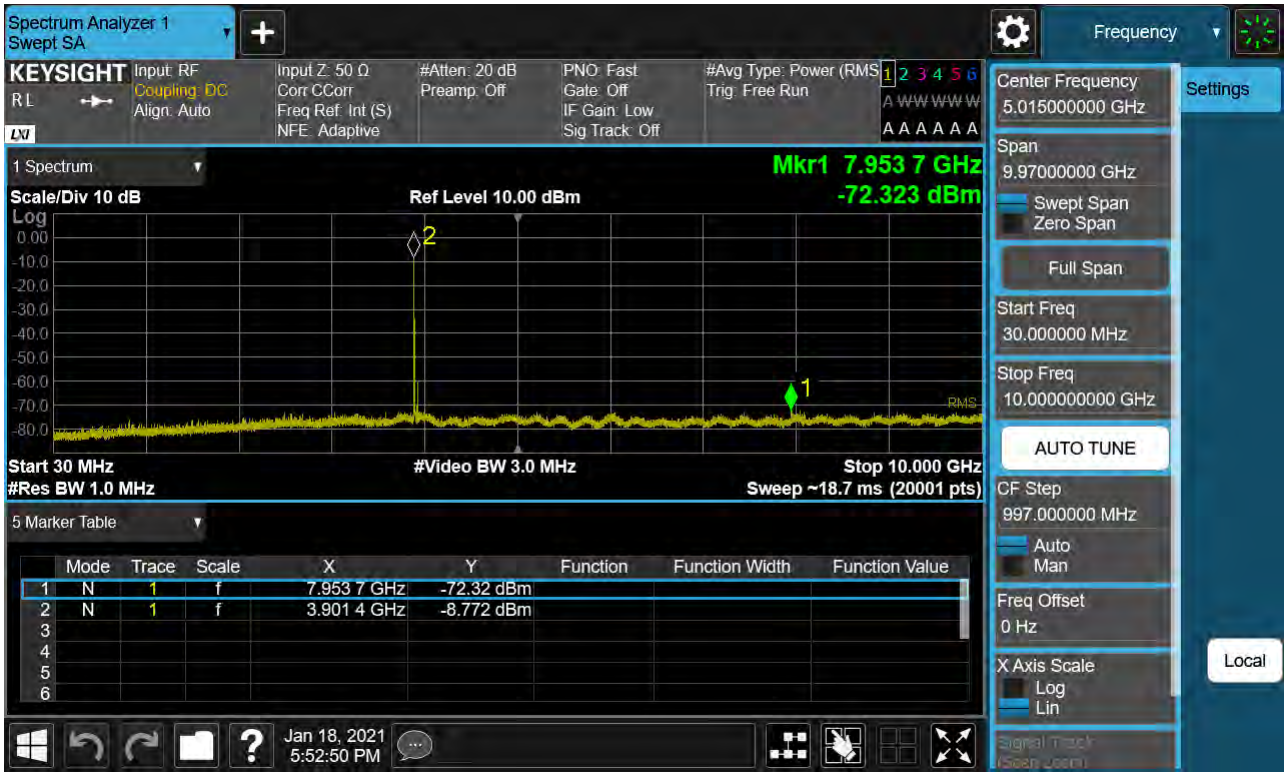 Spectrum Analyzer 1
Swept SA
Frequency
KEYSIGHT
RL
LXI
Input: RF
Coupling: DC
Align: Auto
Input Z: 50 Ω
Corr CCorr
Freq Ref: Int (S)
NFE: Adaptive
#Atten: 20 dB
Preamp: Off
PNO: Fast
Gate: Off
IF Gain: Low
Sig Track: Off
#Avg Type: Power (RMS
Trig: Free Run
1 2 3 4 5 6
A W W W W W
A A A A A A
1 Spectrum
Mkr1 7.953 7 GHz
-72.323 dBm
Scale/Div 10 dB
Ref Level 10.00 dBm
Log
0.00
-10.0
-20.0
-30.0
-40.0
-50.0
-60.0
-70.0
-80.0
2
1
RMS
Start 30 MHz
#Video BW 3.0 MHz
Stop 10.000 GHz
#Res BW 1.0 MHz
Sweep ~18.7 ms (20001 pts)
5 Marker Table
Mode Trace Scale X Y Function Function Width Function Value
1 N 1 f 7.953 7 GHz -72.32 dBm
2 N 1 f 3.901 4 GHz -8.772 dBm
3
4
5
6
Jan 18, 2021
5:52:50 PM
Center Frequency
5.015000000 GHz
Settings
Span
9.97000000 GHz
Swept Span
Zero Span
Full Span
Start Freq
30.000000 MHz
Stop Freq
10.000000000 GHz
AUTO TUNE
CF Step
997.000000 MHz
Auto
Man
Freq Offset
0 Hz
X Axis Scale
Log
Lin
Signal Track
(Span Zoom)
Local